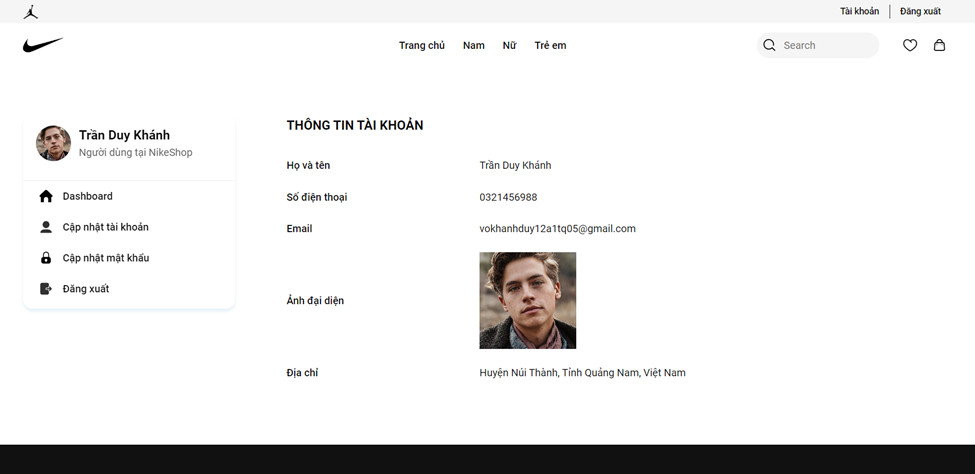 Tài khoản
Đăng xuất
Trang chủ Nam Nữ Trẻ em
Search
Trần Duy Khánh
Người dùng tại NikeShop
Dashboard
Cập nhật tài khoản
Cập nhật mật khẩu
Đăng xuất
THÔNG TIN TÀI KHOẢN
Họ và tên Trần Duy Khánh
Số điện thoại 0321456988
Email vokhanhduy12a1tq05@gmail.com
Ảnh đại diện
Địa chỉ Huyện Núi Thành, Tỉnh Quảng Nam, Việt Nam